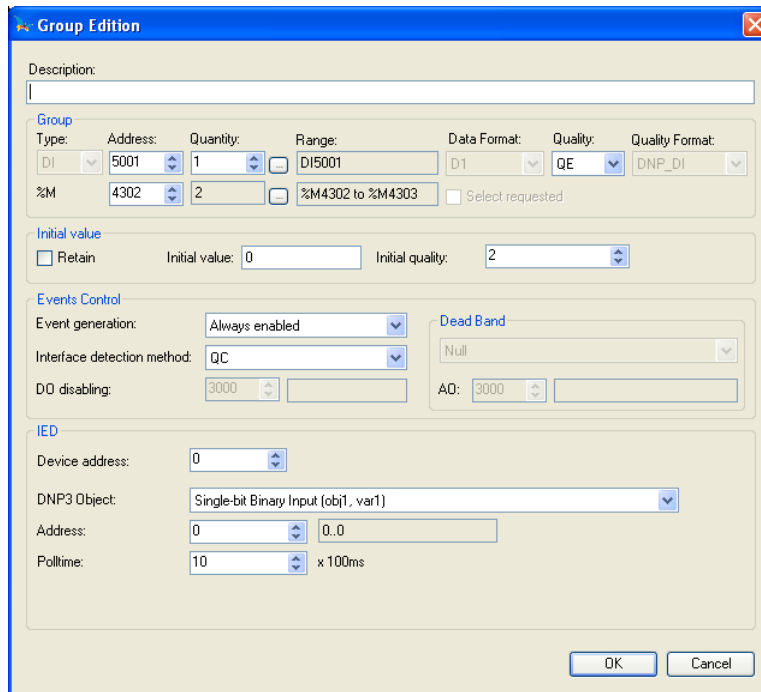 Group Edition
Description:
Group
Type: Address: Quantity: Range: Data Format: Quality: Quality Format:
DI 5001 1 ... DI5001 D1 QE DNP_DI
%M 4302 2 ... %M4302 to %M4303 Select requested
Initial value
Retain Initial value: 0 Initial quality: 2
Events Control
Event generation: Always enabled
Dead Band
Null
Interface detection method: QC
DO disabling: 3000 AO: 3000
IED
Device address: 0
DNP3 Object: Single-bit Binary Input (obj1, var1)
Address: 0 0..0
Polltime: 10 x 100ms
OK Cancel